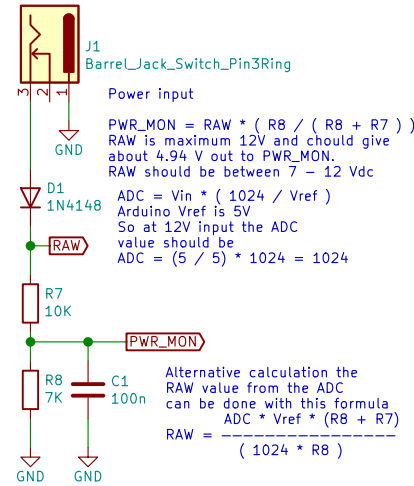 J1
Barrel_Jack_Switch_Pin3Ring
3
2
1
Power input
GND
PWR_MON = RAW * ( R8 / ( R8 + R7 ) )
RAW is maximum 12V and chould give
about 4.94 V out to PWR_MON.
RAW should be between 7 - 12 Vdc
D1
1N4148
ADC = Vin * ( 1024 / Vref )
Arduino Vref is 5V
So at 12V input the ADC
value should be
ADC = (5 / 5) * 1024 = 1024
RAW
R7
10K
PWR_MON
R8
7K
C1
100n
Alternative calculation the
RAW value from the ADC
can be done with this formula
ADC * Vref * (R8 + R7)
RAW = ----------------
( 1024 * R8 )
GND
GND